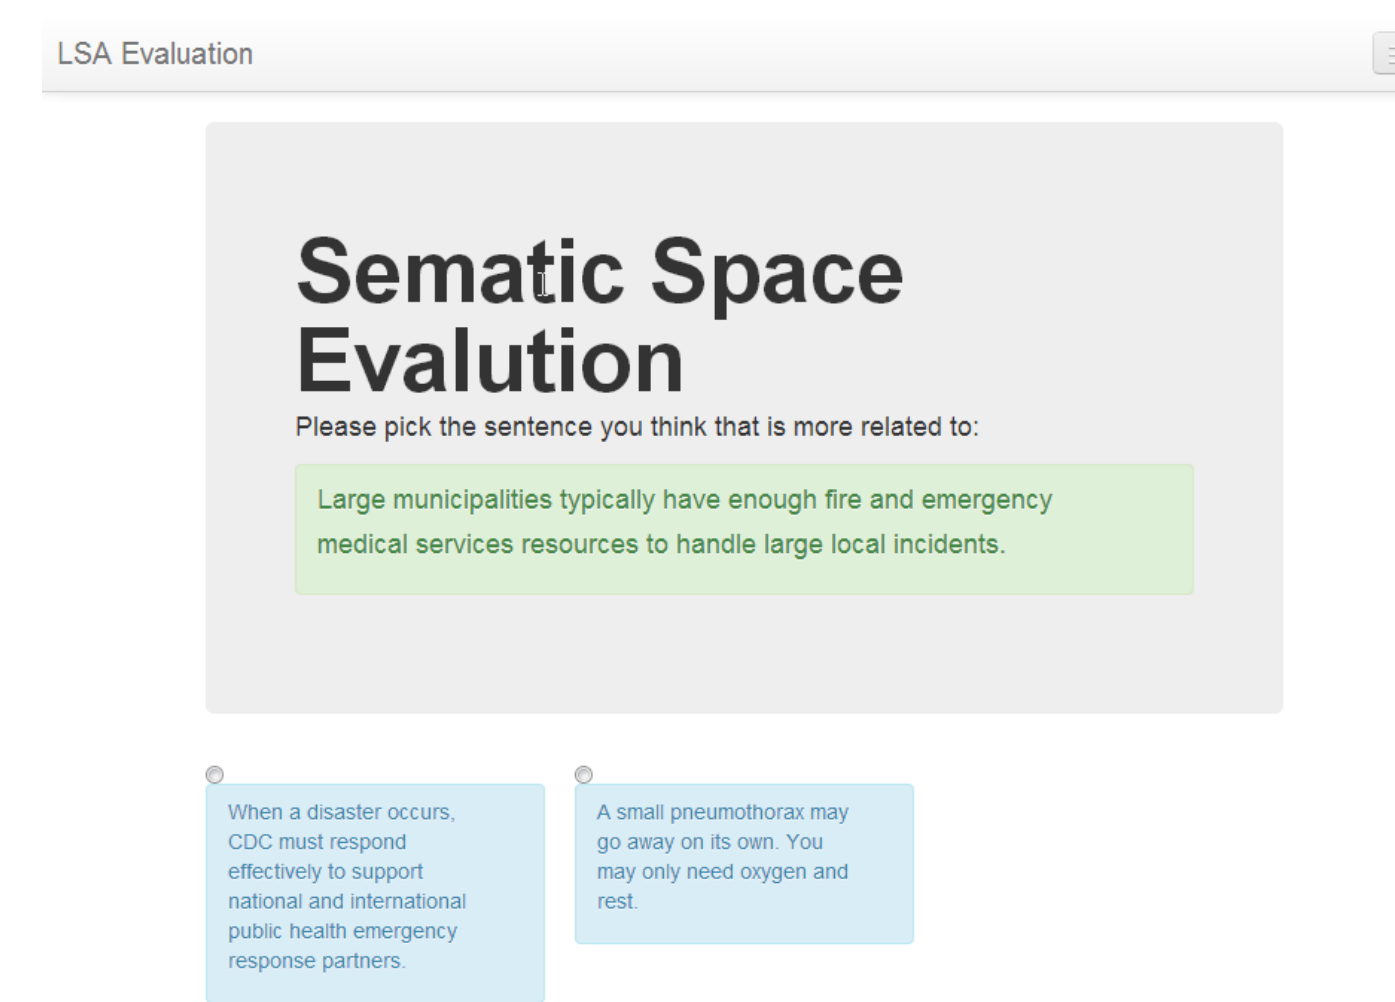 LSA Evaluation
Sematic Space
Evalution
Please pick the sentence you think that is more related to:
Large municipalities typically have enough fire and emergency
medical services resources to handle large local incidents.
When a disaster occurs,
CDC must respond
effectively to support
national and international
public health emergency
response partners.
A small pneumothorax may
go away on its own. You
may only need oxygen and
rest.